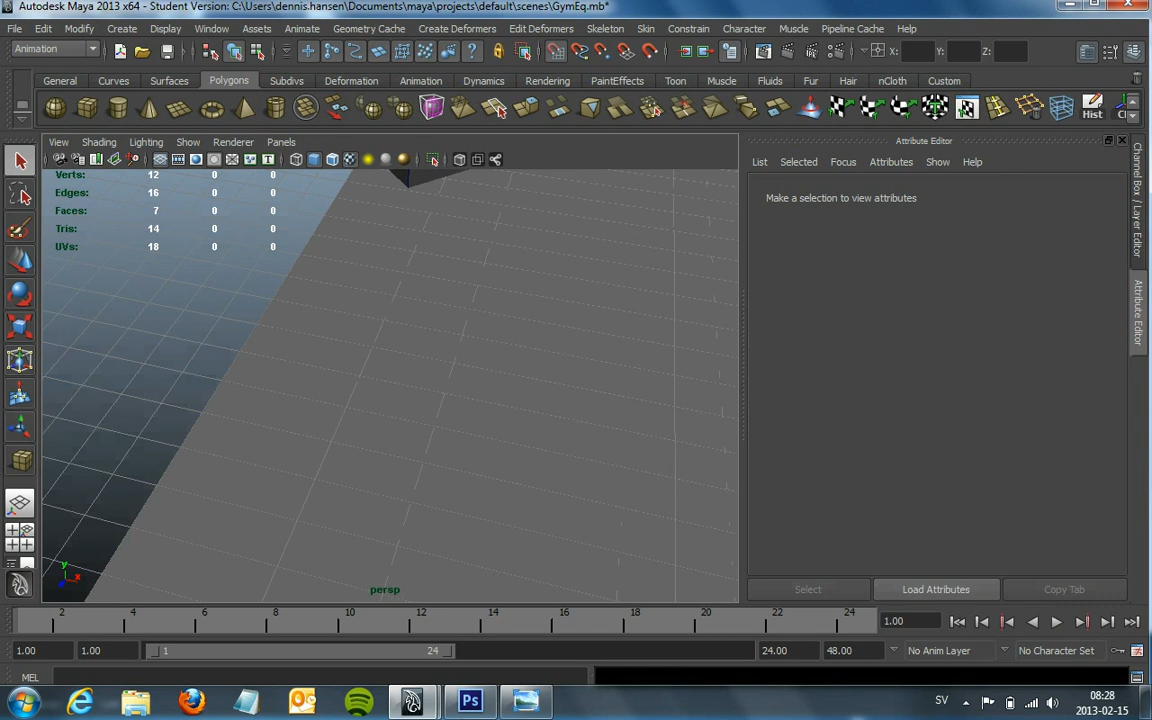 Autodesk Maya 2013 x64 - Student Version: C:\Users\dennis.hansen\Documents\maya\projects\default\scenes\GymEq.mb*
File Edit Modify Create Display Window Assets Animate Geometry Cache Create Deformers Edit Deformers Skeleton Skin Constrain Character Muscle Pipeline Cache Help
Animation X: Y: Z:
General Curves Surfaces Polygons Subdivs Deformation Animation Dynamics Rendering PaintEffects Toon Muscle Fluids Fur Hair nCloth Custom
Hist
View Shading Lighting Show Renderer Panels
Attribute Editor
List Selected Focus Attributes Show Help
Verts: 12 0 0
Edges: 16 0 0
Faces: 7 0 0
Tris: 14 0 0
UVs: 18 0 0
Make a selection to view attributes
Channel Box / Layer Editor
Attribute Editor
y
x
persp
Select Load Attributes Copy Tab
2 4 6 8 10 12 14 16 18 20 22 24
1.00
1.00 1.00 1 24 24.00 48.00 No Anim Layer No Character Set
MEL
Ps
SV
08:28
2013-02-15